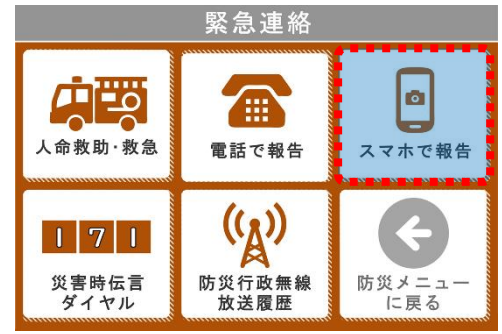 緊急連絡
人命救助・救急
電話で報告
スマホで報告
171
災害時伝言
ダイヤル
防災行政無線
放送履歴
防災メニュー
に戻る